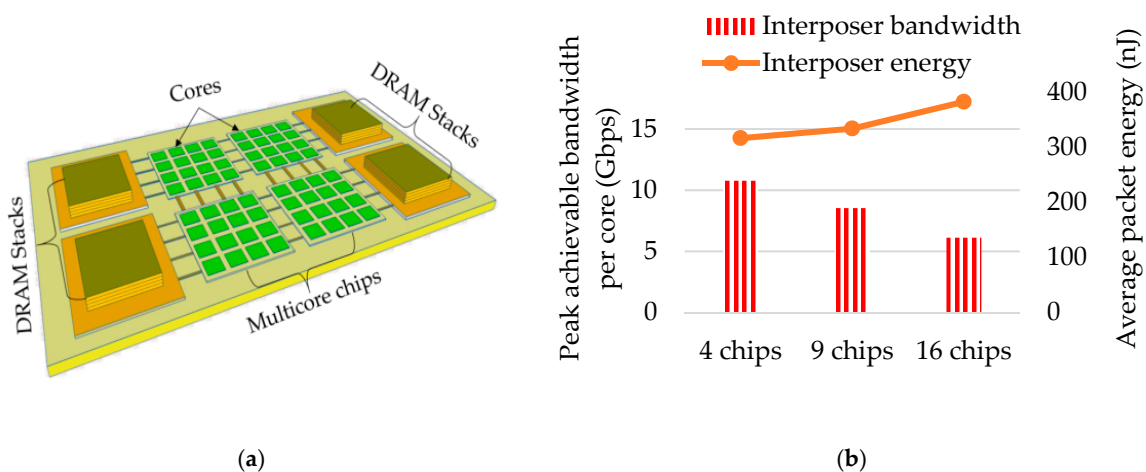 Cores
DRAM Stacks
DRAM Stacks
Multicore chips
(a)
Interposer bandwidth
Interposer energy
Peak achievable bandwidth
per core (Gbps)
15
10
5
0
Average packet energy (nJ)
400
300
200
100
0
4 chips 9 chips 16 chips
(b)